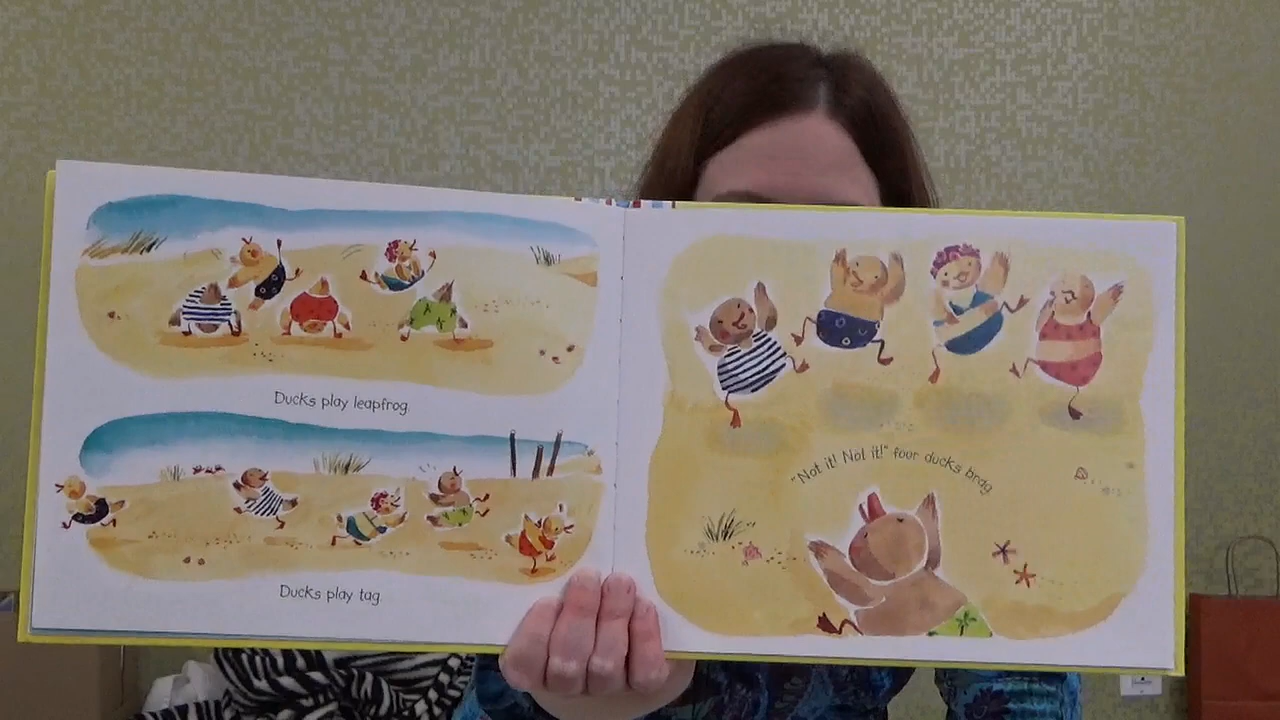 Ducks play leapfrog,
Ducks play tag
"Not it! Not it!" four ducks brag.